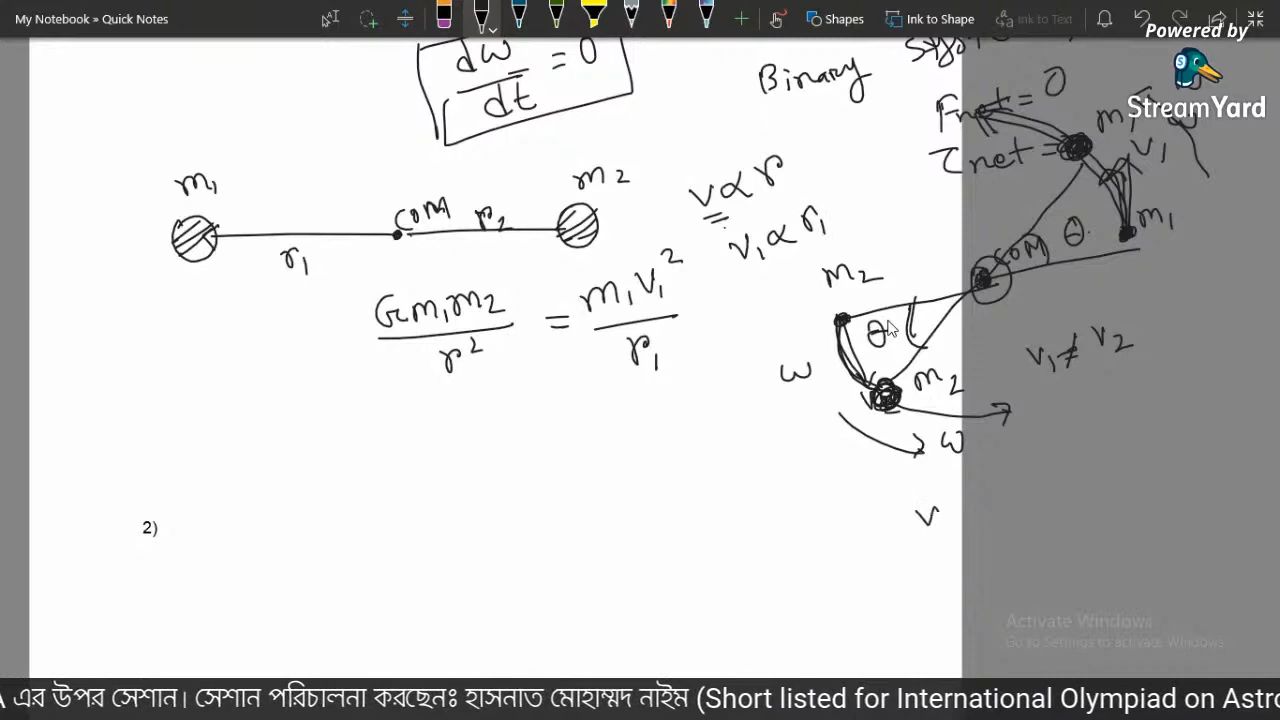 My Notebook » Quick Notes
Shapes
Ink to Shape
Ink to Text
Powered by
StreamYard
dω/dt = 0
Binary
Fnet = 0
τnet =
m1
v1
m1
COM
θ
m1
COM
r2
m2
r1
v ∝ r
v1 ∝ r1
Gm1m2/r² = m1v1²/r1
m2
θ
ω
m2
ω
v1 ≠ v2
v
2)
Activate Windows
Go to Settings to activate Windows.
এর উপর সেশান। সেশান পরিচালনা করছেনঃ হাসনাত মোহাম্মদ নাইম (Short listed for International Olympiad on Astro